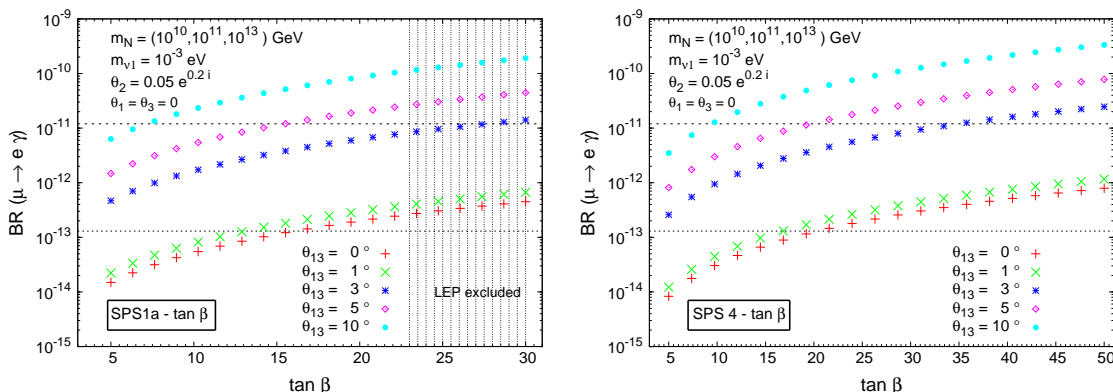 10^-9
10^-10
10^-11
10^-12
10^-13
10^-14
10^-15
BR (μ → e γ)
m_N = (10^10,10^11,10^13) GeV
m_ν1 = 10^-3 eV
θ_2 = 0.05 e^0.2 i
θ_1 = θ_3 = 0
θ_13 = 0 °
θ_13 = 1 °
θ_13 = 3 °
θ_13 = 5 °
θ_13 = 10 °
LEP excluded
SPS1a - tan β
5 10 15 20 25 30
tan β
10^-9
10^-10
10^-11
10^-12
10^-13
10^-14
10^-15
BR (μ → e γ)
m_N = (10^10,10^11,10^13) GeV
m_ν1 = 10^-3 eV
θ_2 = 0.05 e^0.2 i
θ_1 = θ_3 = 0
θ_13 = 0 °
θ_13 = 1 °
θ_13 = 3 °
θ_13 = 5 °
θ_13 = 10 °
SPS 4 - tan β
5 10 15 20 25 30 35 40 45 50
tan β